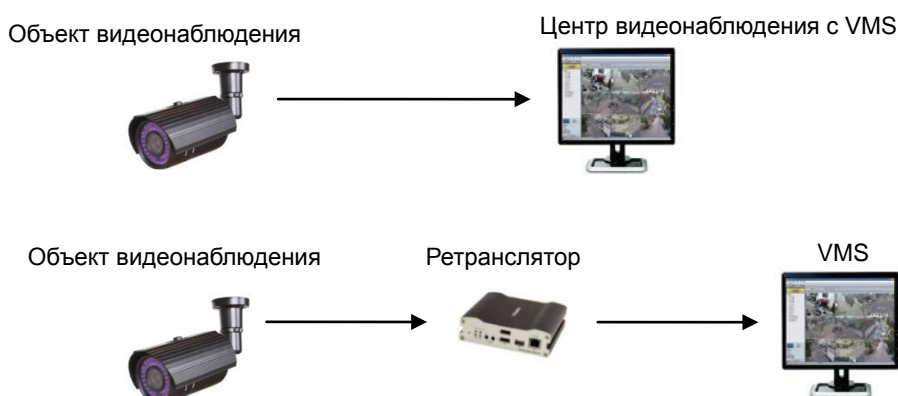 Объект видеонаблюдения
Центр видеонаблюдения с VMS
Объект видеонаблюдения
Ретранслятор
VMS